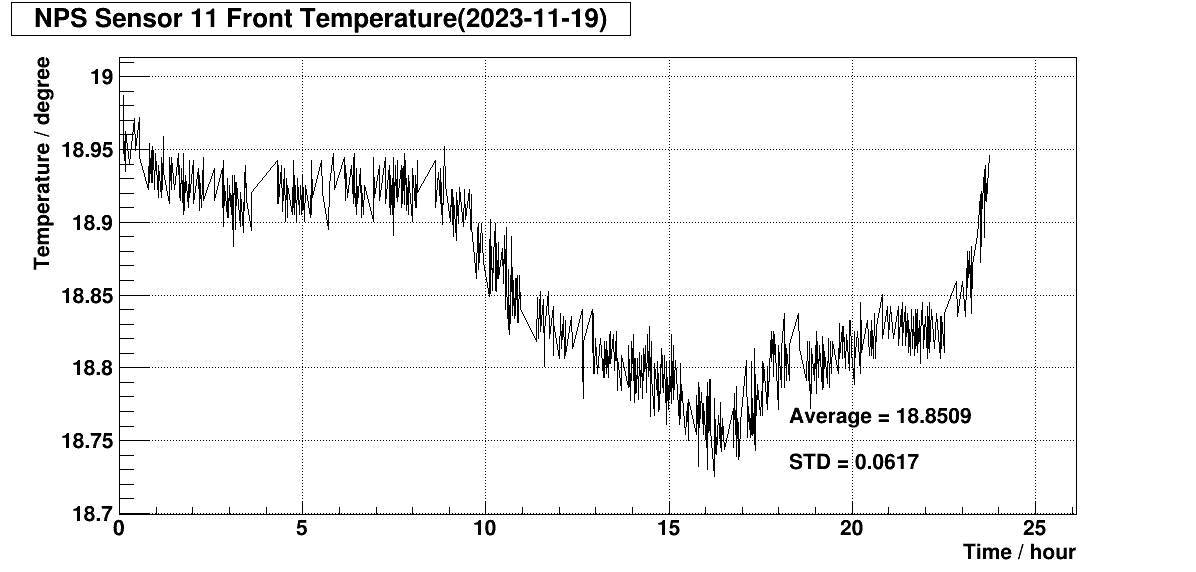 NPS Sensor 11 Front Temperature(2023-11-19)
Temperature / degree
19
18.95
18.9
18.85
18.8
18.75
18.7
Average = 18.8509
STD = 0.0617
0 5 10 15 20 25
Time / hour